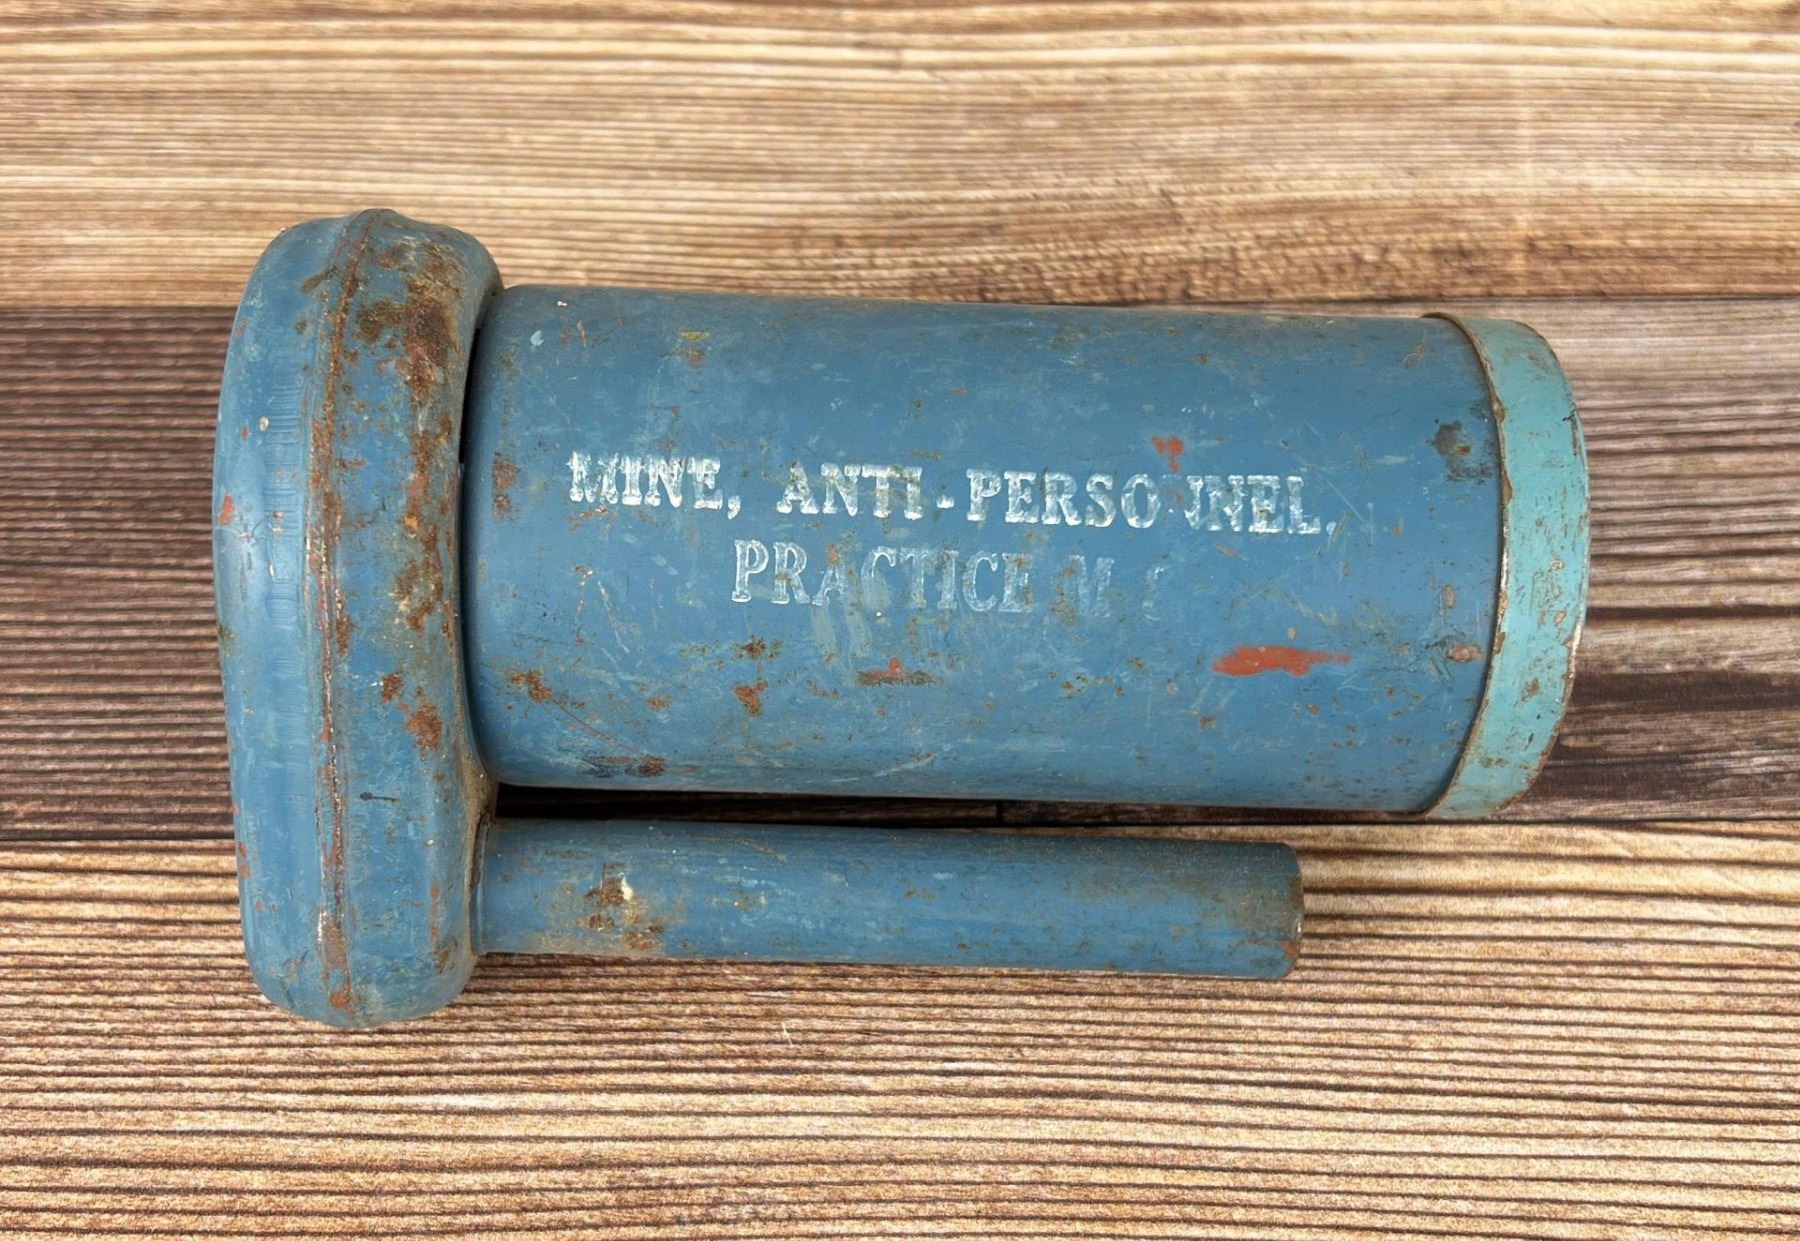 MINE, ANTI-PERSONNEL.
PRACTICE M